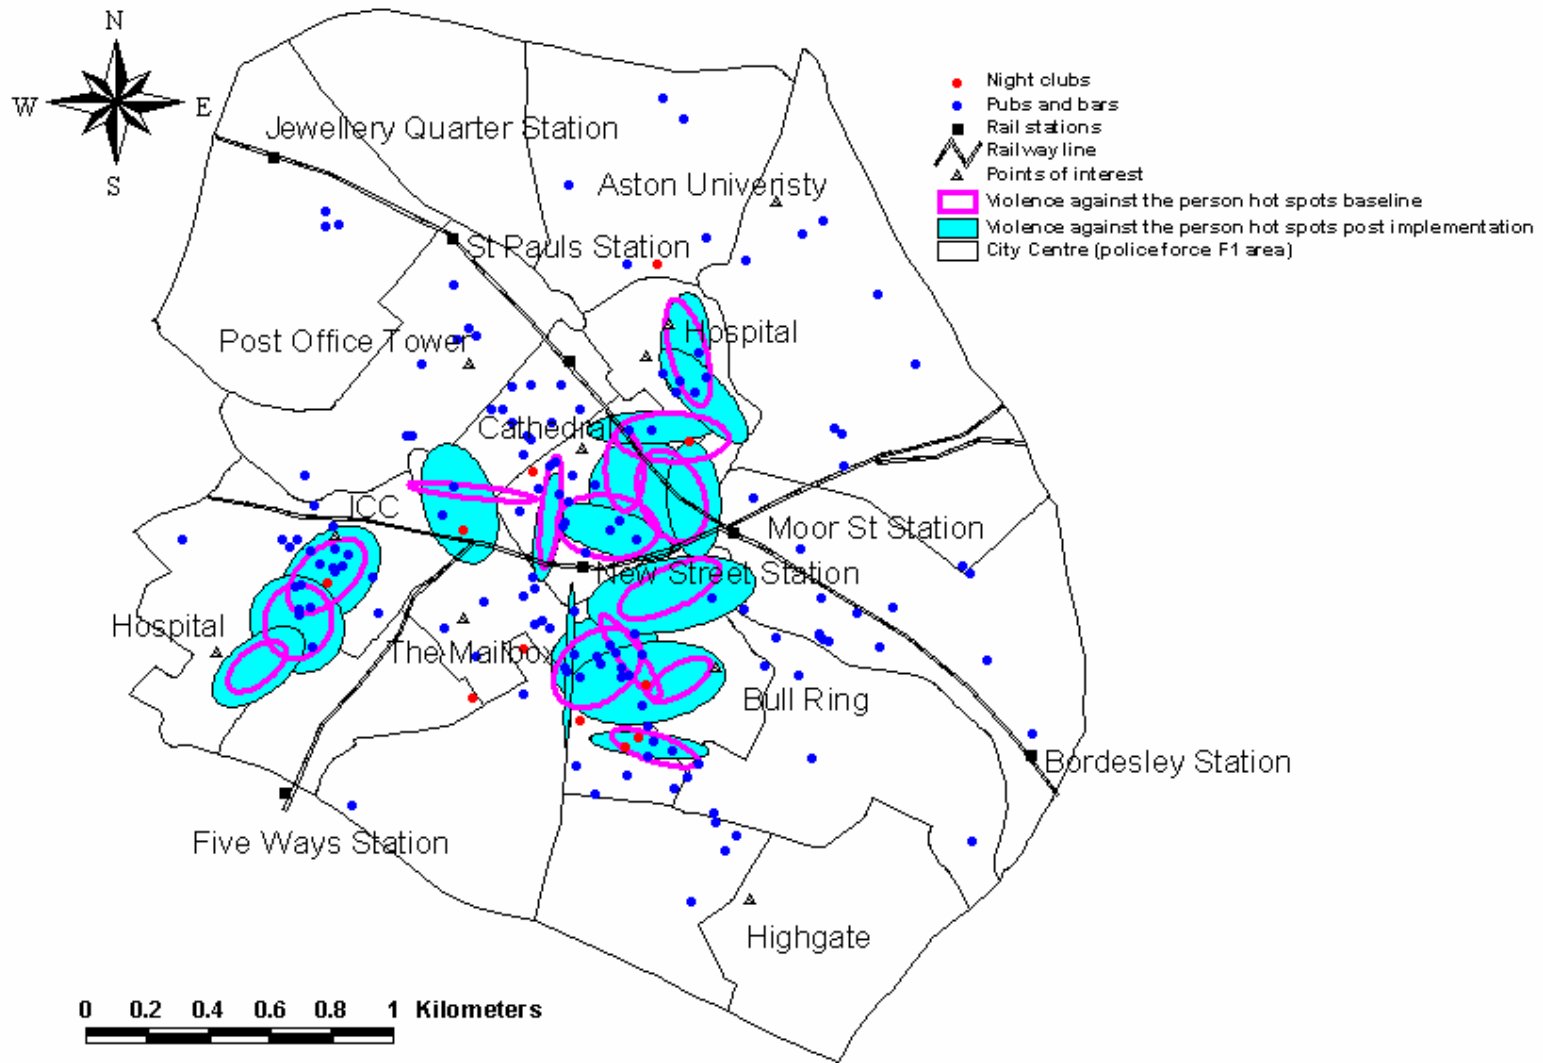 N
W E
S
Night clubs
Pubs and bars
Rail stations
Railway line
Points of interest
Violence against the person hot spots baseline
Violence against the person hot spots post implementation
City Centre (police force F1 area)
Jewellery Quarter Station
Aston Univeristy
St Pauls Station
Post Office Tower
Hospital
Cathedral
ICC
Moor St Station
New Street Station
Hospital
The Mailbox
Bull Ring
Bordesley Station
Five Ways Station
Highgate
0 0.2 0.4 0.6 0.8 1 Kilometers